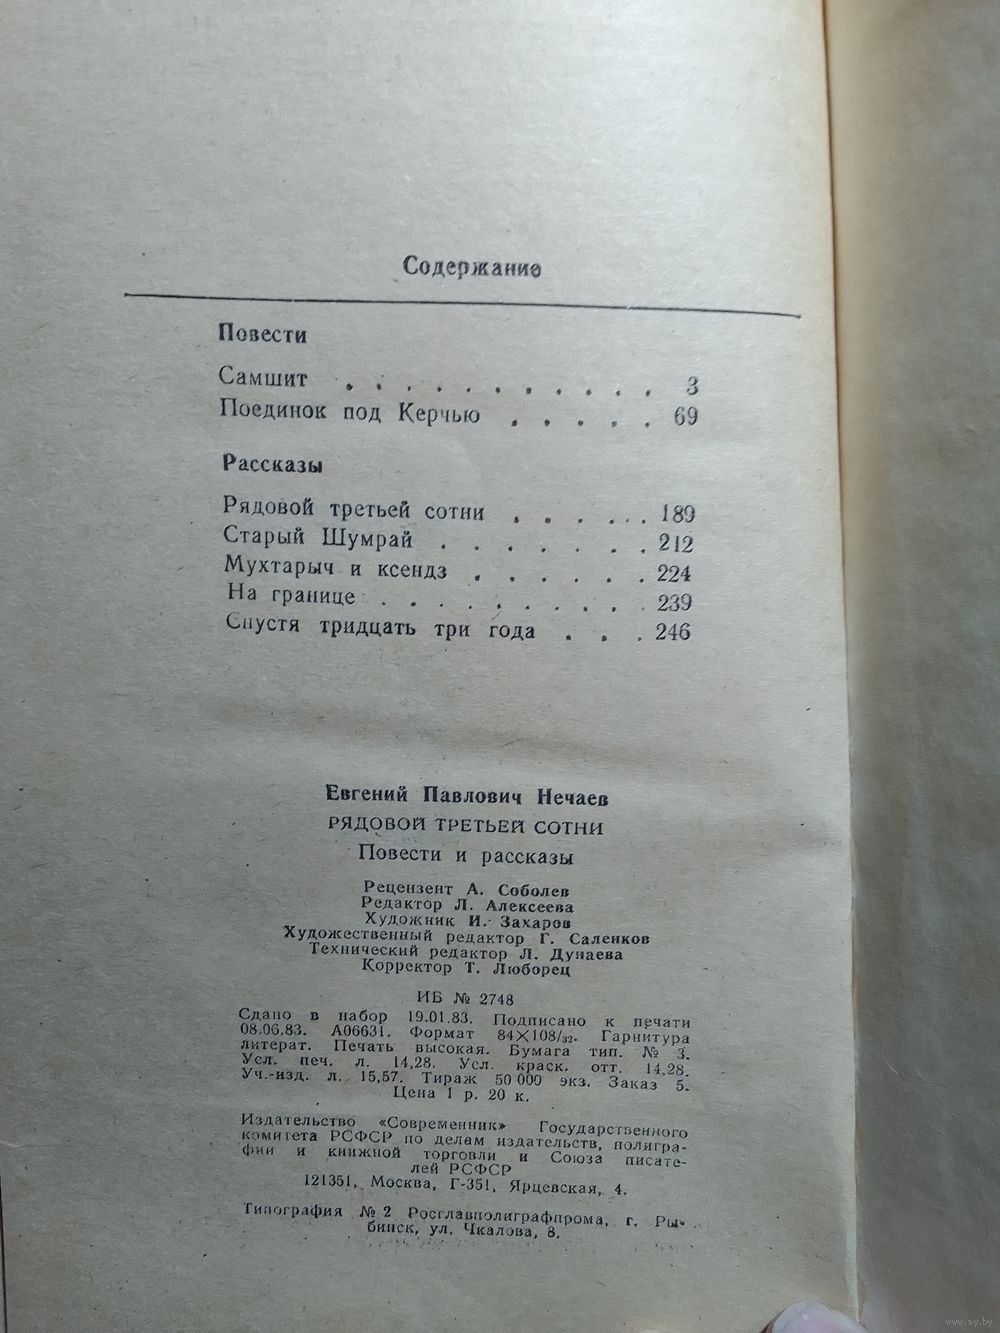 Содержание
Повести
Самшит . . . . . . . . . . . 3
Поединок под Керчью . . . . . 69
Рассказы
Рядовой третьей сотни . . . . . . 189
Старый Шумрай . . . . . . . 212
Мухтарыч и ксендз . . . . . . 224
На границе . . . . . . . . . 239
Спустя тридцать три года . . . 246
Евгений Павлович Нечаев
РЯДОВОЙ ТРЕТЬЕЙ СОТНИ
Повести и рассказы
Рецензент А. Соболев
Редактор Л. Алексеева
Художник И. Захаров
Художественный редактор Г. Саленков
Технический редактор Л. Дунаева
Корректор Т. Люборец
ИБ № 2748
Сдано в набор 19.01.83. Подписано к печати
08.06.83. А06631. Формат 84×108/32. Гарнитура
литерат. Печать высокая. Бумага тип. № 3.
Усл. печ. л. 14,28. Усл. краск. отт. 14,28.
Уч.-изд. л. 15,57. Тираж 50 000 экз. Заказ 5.
Цена 1 р. 20 к.
Издательство «Современник» Государственного
комитета РСФСР по делам издательств, полигра-
фии и книжной торговли и Союза писате-
лей РСФСР
121351, Москва, Г-351, Ярцевская, 4.
Типография № 2 Росглавполиграфпрома, г. Ры-
бинск, ул. Чкалова, 8.
www.ay.by